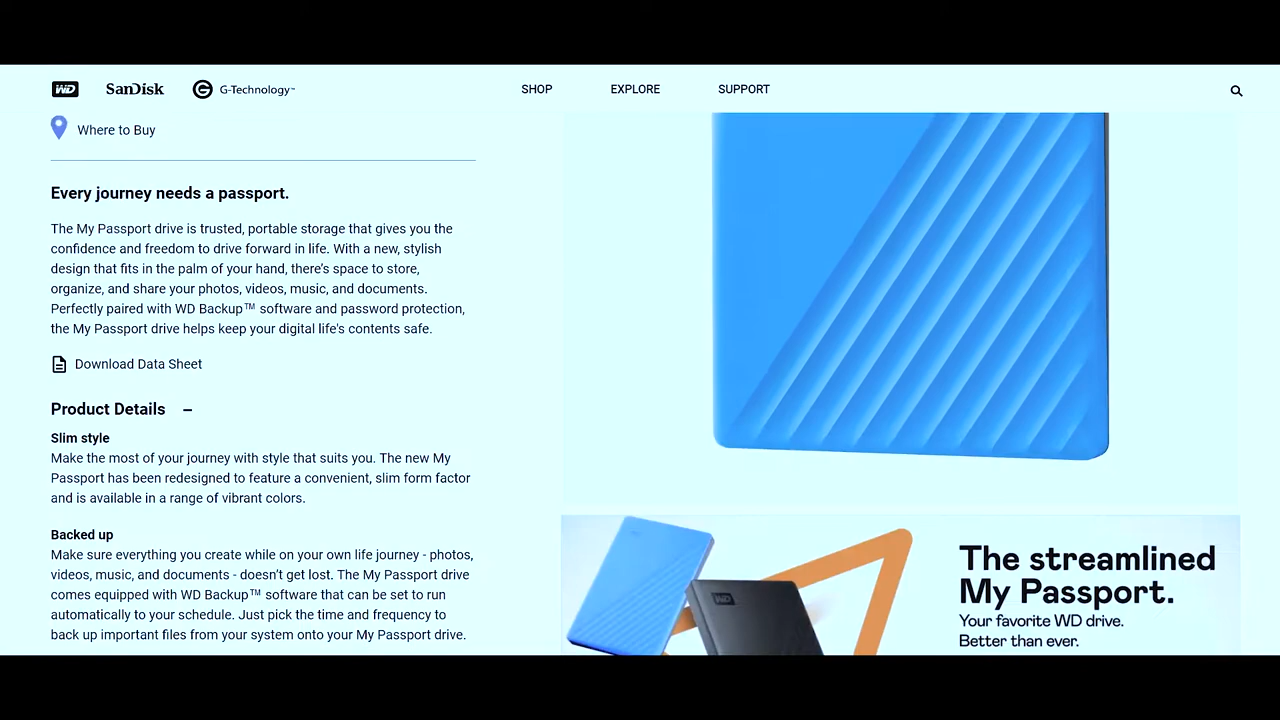 WD SanDisk G-Technology™ SHOP EXPLORE SUPPORT
Where to Buy
Every journey needs a passport.
The My Passport drive is trusted, portable storage that gives you the
confidence and freedom to drive forward in life. With a new, stylish
design that fits in the palm of your hand, there's space to store,
organize, and share your photos, videos, music, and documents.
Perfectly paired with WD Backup™ software and password protection,
the My Passport drive helps keep your digital life's contents safe.
Download Data Sheet
Product Details –
Slim style
Make the most of your journey with style that suits you. The new My
Passport has been redesigned to feature a convenient, slim form factor
and is available in a range of vibrant colors.
Backed up
Make sure everything you create while on your own life journey - photos,
videos, music, and documents - doesn't get lost. The My Passport drive
comes equipped with WD Backup™ software that can be set to run
automatically to your schedule. Just pick the time and frequency to
back up important files from your system onto your My Passport drive.
WD
The streamlined
My Passport.
Your favorite WD drive.
Better than ever.